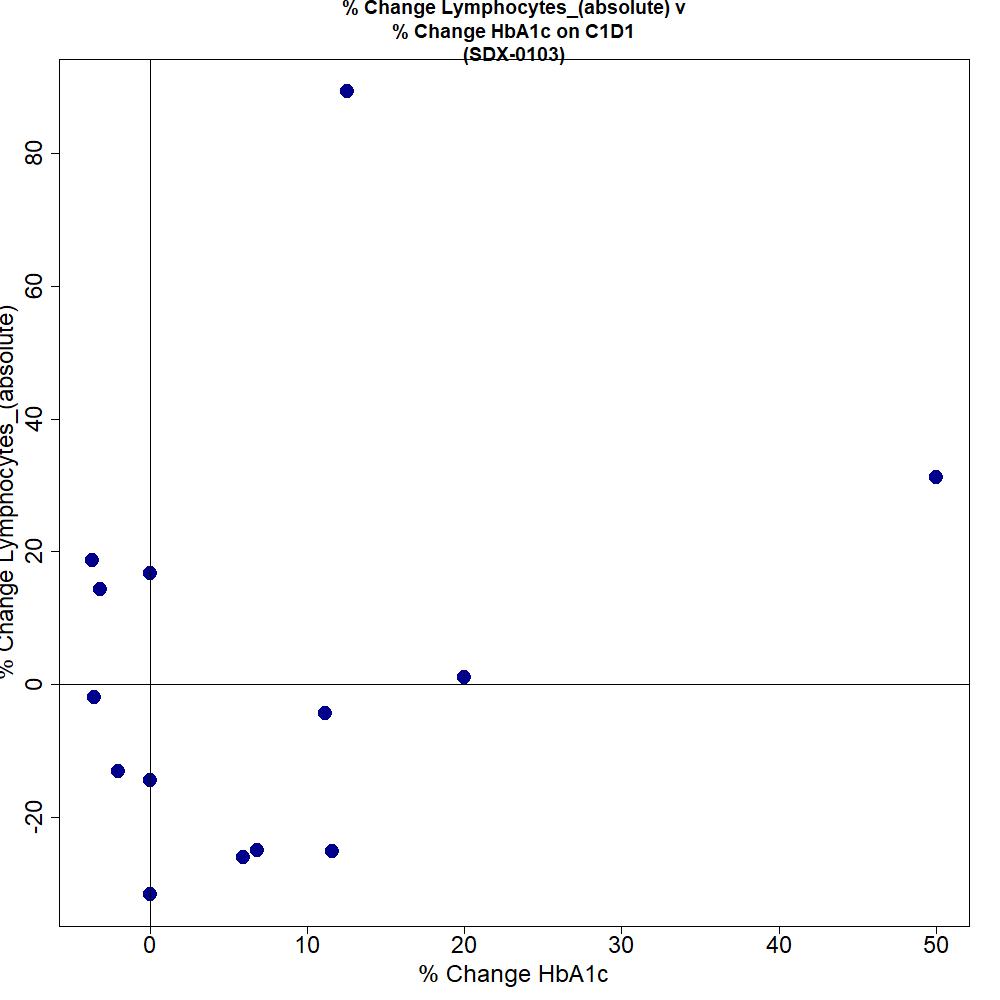 % Change Lymphocytes_(absolute) v
% Change HbA1c on C1D1
(SDX-0103)
% Change Lymphocytes_(absolute)
80
60
40
20
0
-20
0 10 20 30 40 50
% Change HbA1c